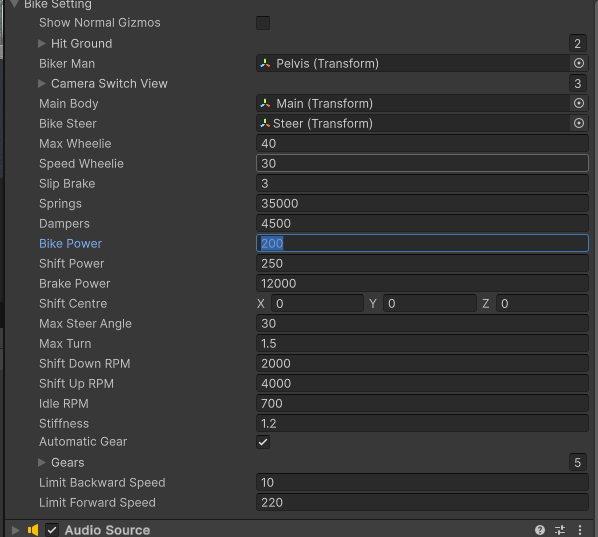 Bike Setting
Show Normal Gizmos
Hit Ground 2
Biker Man Pelvis (Transform)
Camera Switch View 3
Main Body Main (Transform)
Bike Steer Steer (Transform)
Max Wheelie 40
Speed Wheelie 30
Slip Brake 3
Springs 35000
Dampers 4500
Bike Power 200
Shift Power 250
Brake Power 12000
Shift Centre X 0 Y 0 Z 0
Max Steer Angle 30
Max Turn 1.5
Shift Down RPM 2000
Shift Up RPM 4000
Idle RPM 700
Stiffness 1.2
Automatic Gear
Gears 5
Limit Backward Speed 10
Limit Forward Speed 220
Audio Source